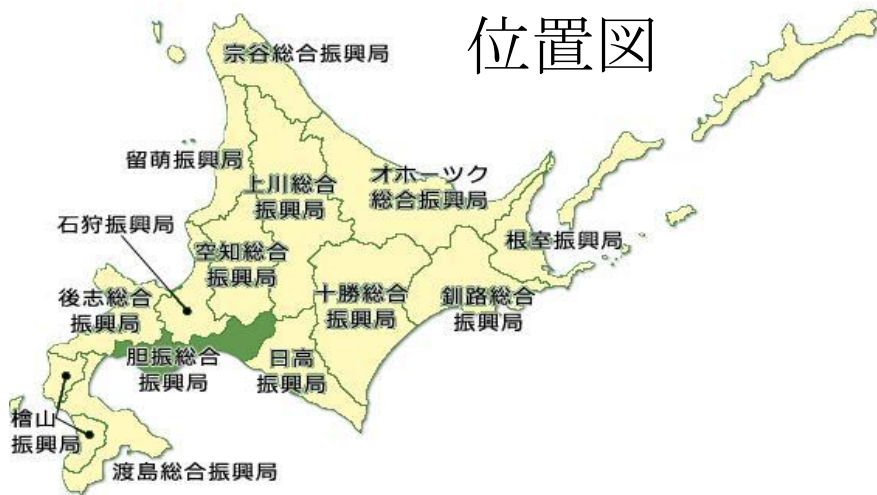 位置図
宗谷総合振興局
留萌振興局
上川総合
振興局
オホーツク
総合振興局
石狩振興局
空知総合
振興局
根室振興局
後志総合
振興局
十勝総合
振興局
釧路総合
振興局
胆振総合
振興局
日高
振興局
檜山
振興局
渡島総合振興局